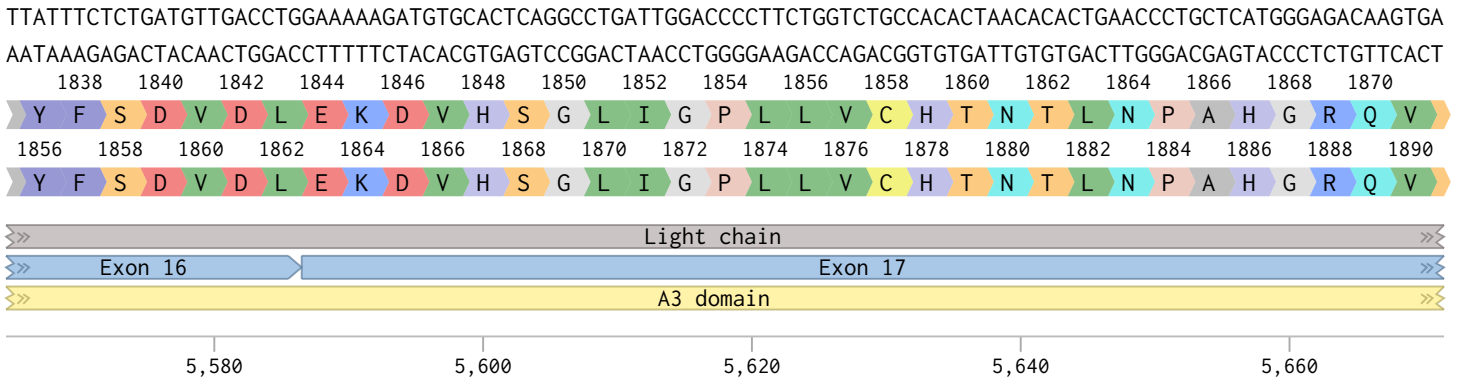 TTATTTCTCTGATGTTGACCTGGAAAAAGATGTGCACTCAGGCCTGATTGGACCCCTTCTGGTCTGCCACACTAACACACTGAACCCTGCTCATGGGAGACAAGTGA
AATAAAGAGACTACAACTGGACCTTTTTCTACACGTGAGTCCGGACTAACCTGGGGAAGACCAGACGGTGTGATTGTGTGACTTGGGACGAGTACCCTCTGTTCACT
1838 1840 1842 1844 1846 1848 1850 1852 1854 1856 1858 1860 1862 1864 1866 1868 1870
Y F S D V D L E K D V H S G L I G P L L V C H T N T L N P A H G R Q V
1856 1858 1860 1862 1864 1866 1868 1870 1872 1874 1876 1878 1880 1882 1884 1886 1888 1890
Y F S D V D L E K D V H S G L I G P L L V C H T N T L N P A H G R Q V
Light chain
Exon 16 Exon 17
A3 domain
5,580 5,600 5,620 5,640 5,660